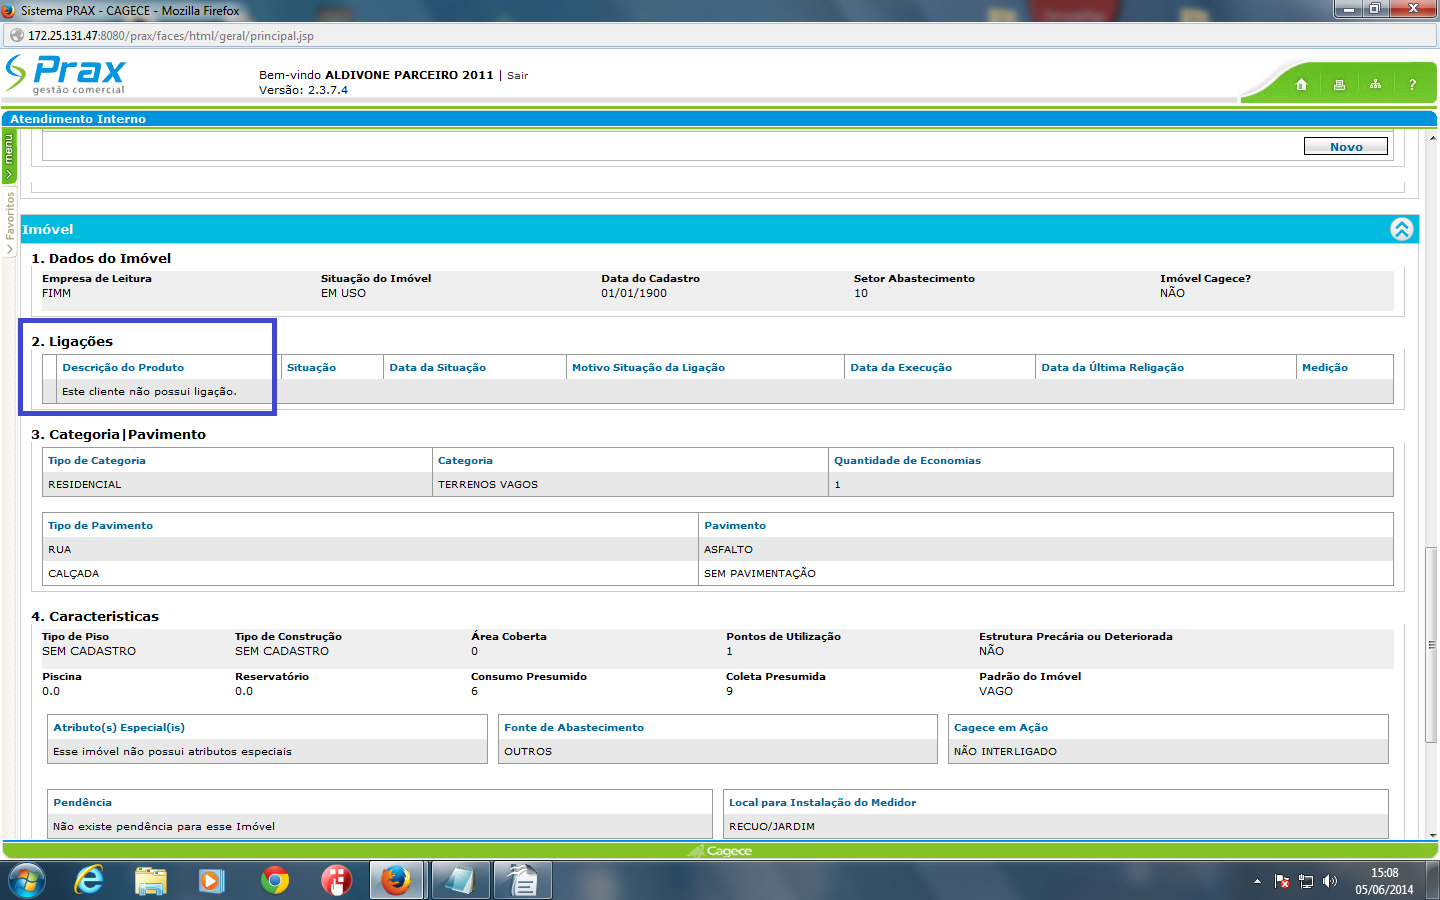 Sistema PRAX - CAGECE - Mozilla Firefox
172.25.131.47:8080/prax/faces/html/geral/principal.jsp
Prax
gestão comercial
Bem-vindo ALDIVONE PARCEIRO 2011 | Sair
Versão: 2.3.7.4
?
Atendimento Interno
menu
Favoritos
Novo
Imóvel
1. Dados do Imóvel
Empresa de Leitura Situação do Imóvel Data do Cadastro Setor Abastecimento Imóvel Cagece?
FIMM EM USO 01/01/1900 10 NÃO
2. Ligações
Descrição do Produto Situação Data da Situação Motivo Situação da Ligação Data da Execução Data da Última Religação Medição
Este cliente não possui ligação.
3. Categoria|Pavimento
Tipo de Categoria Categoria Quantidade de Economias
RESIDENCIAL TERRENOS VAGOS 1
Tipo de Pavimento Pavimento
RUA ASFALTO
CALÇADA SEM PAVIMENTAÇÃO
4. Caracteristicas
Tipo de Piso Tipo de Construção Área Coberta Pontos de Utilização Estrutura Precária ou Deteriorada
SEM CADASTRO SEM CADASTRO 0 1 NÃO
Piscina Reservatório Consumo Presumido Coleta Presumida Padrão do Imóvel
0.0 0.0 6 9 VAGO
Atributo(s) Especial(is) Fonte de Abastecimento Cagece em Ação
Esse imóvel não possui atributos especiais OUTROS NÃO INTERLIGADO
Pendência Local para Instalação do Medidor
Não existe pendência para esse Imóvel RECUO/JARDIM
Cagece
15:08
05/06/2014